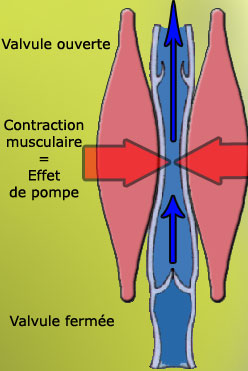 Valvule ouverte
Contraction
musculaire
=
Effet
de pompe
Valvule fermée